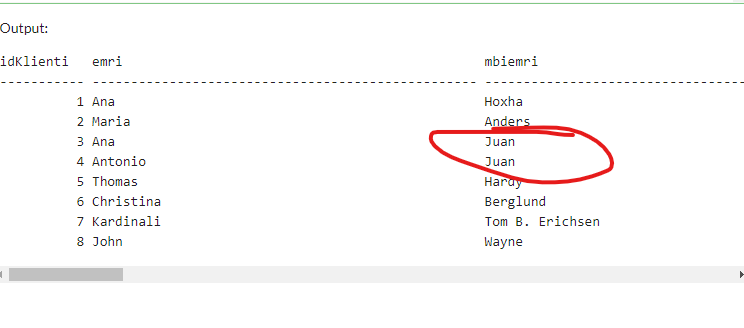 Output:
idKlienti emri mbiemri
----------- -------------------------------------------------- ----------------------------------
1 Ana Hoxha
2 Maria Anders
3 Ana Juan
4 Antonio Juan
5 Thomas Hardy
6 Christina Berglund
7 Kardinali Tom B. Erichsen
8 John Wayne